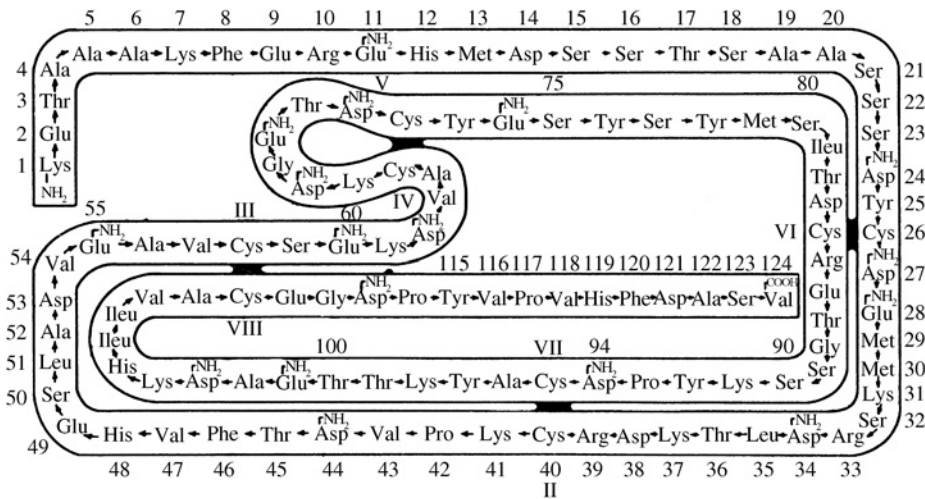 5 6 7 8 9 10 11 12 13 14 15 16 17 18 19 20
Ala Ala Lys Phe Glu Arg Glu NH2 His Met Asp Ser Ser Thr Ser Ala Ala
4 Ala
3 Thr
2 Glu
1 Lys
NH2
Ser 21
Ser 22
Ser 23
Asp NH2 24
Tyr 25
Cys 26
Asp NH2 27
Glu NH2 28
Met 29
Met 30
Lys 31
Ser 32
V 75 80
Thr Asp NH2 Cys Tyr Glu NH2 Ser Tyr Ser Tyr Met Ser
Glu NH2
Gly
Asp NH2 Lys Cys Ala
IV Val
Asp NH2
Ileu
Thr
Asp
VI Cys
Arg
Glu
Thr
Gly
Ser
55 III 60
Glu NH2 Ala Val Cys Ser Glu NH2 Lys
54 Val
53 Asp
52 Ala
51 Leu
50 Ser
49 Glu
115 116 117 118 119 120 121 122 123 124
Val Ala Cys Glu Gly Asp NH2 Pro Tyr Val Pro Val His Phe Asp Ala Ser Val COOH
Ileu
Ileu
His
VIII 100 VII 94 90
Lys Asp NH2 Ala Glu NH2 Thr Thr Lys Tyr Ala Cys Asp NH2 Pro Tyr Lys Ser
His Val Phe Thr Asp NH2 Val Pro Lys Cys Arg Asp Lys Thr Leu Asp NH2 Arg
48 47 46 45 44 43 42 41 40 39 38 37 36 35 34 33
II